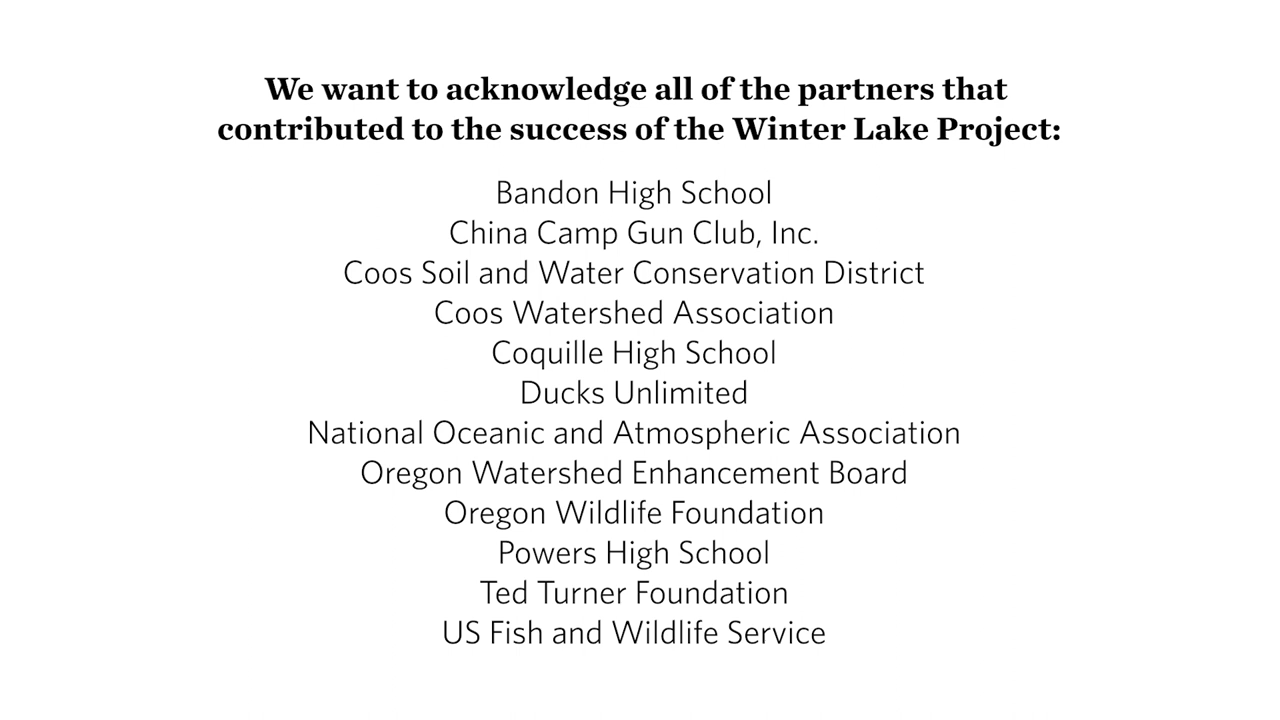 We want to acknowledge all of the partners that
contributed to the success of the Winter Lake Project:
Bandon High School
China Camp Gun Club, Inc.
Coos Soil and Water Conservation District
Coos Watershed Association
Coquille High School
Ducks Unlimited
National Oceanic and Atmospheric Association
Oregon Watershed Enhancement Board
Oregon Wildlife Foundation
Powers High School
Ted Turner Foundation
US Fish and Wildlife Service